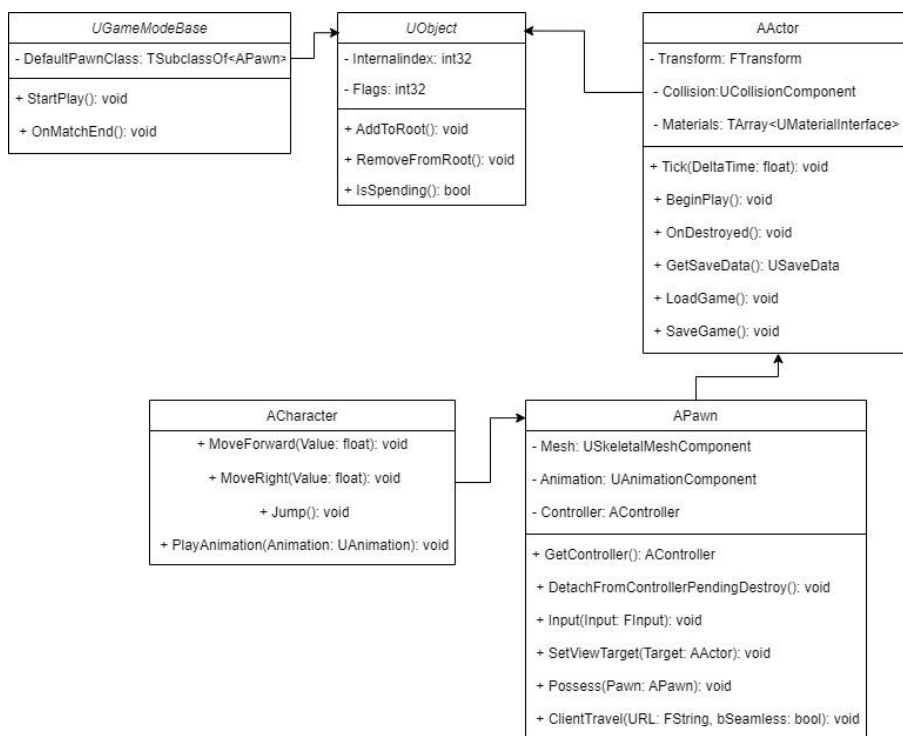 UGameModeBase
- DefaultPawnClass: TSubclassOf<APawn>
+ StartPlay(): void
+ OnMatchEnd(): void
UObject
- Internalindex: int32
- Flags: int32
+ AddToRoot(): void
+ RemoveFromRoot(): void
+ IsSpending(): bool
AActor
- Transform: FTransform
- Collision:UCollisionComponent
- Materials: TArray<UMaterialInterface>
+ Tick(DeltaTime: float): void
+ BeginPlay(): void
+ OnDestroyed(): void
+ GetSaveData(): USaveData
+ LoadGame(): void
+ SaveGame(): void
ACharacter
+ MoveForward(Value: float): void
+ MoveRight(Value: float): void
+ Jump(): void
+ PlayAnimation(Animation: UAnimation): void
APawn
- Mesh: USkeletalMeshComponent
- Animation: UAnimationComponent
- Controller: AController
+ GetController(): AController
+ DetachFromControllerPendingDestroy(): void
+ Input(Input: FInput): void
+ SetViewTarget(Target: AActor): void
+ Possess(Pawn: APawn): void
+ ClientTravel(URL: FString, bSeamless: bool): void